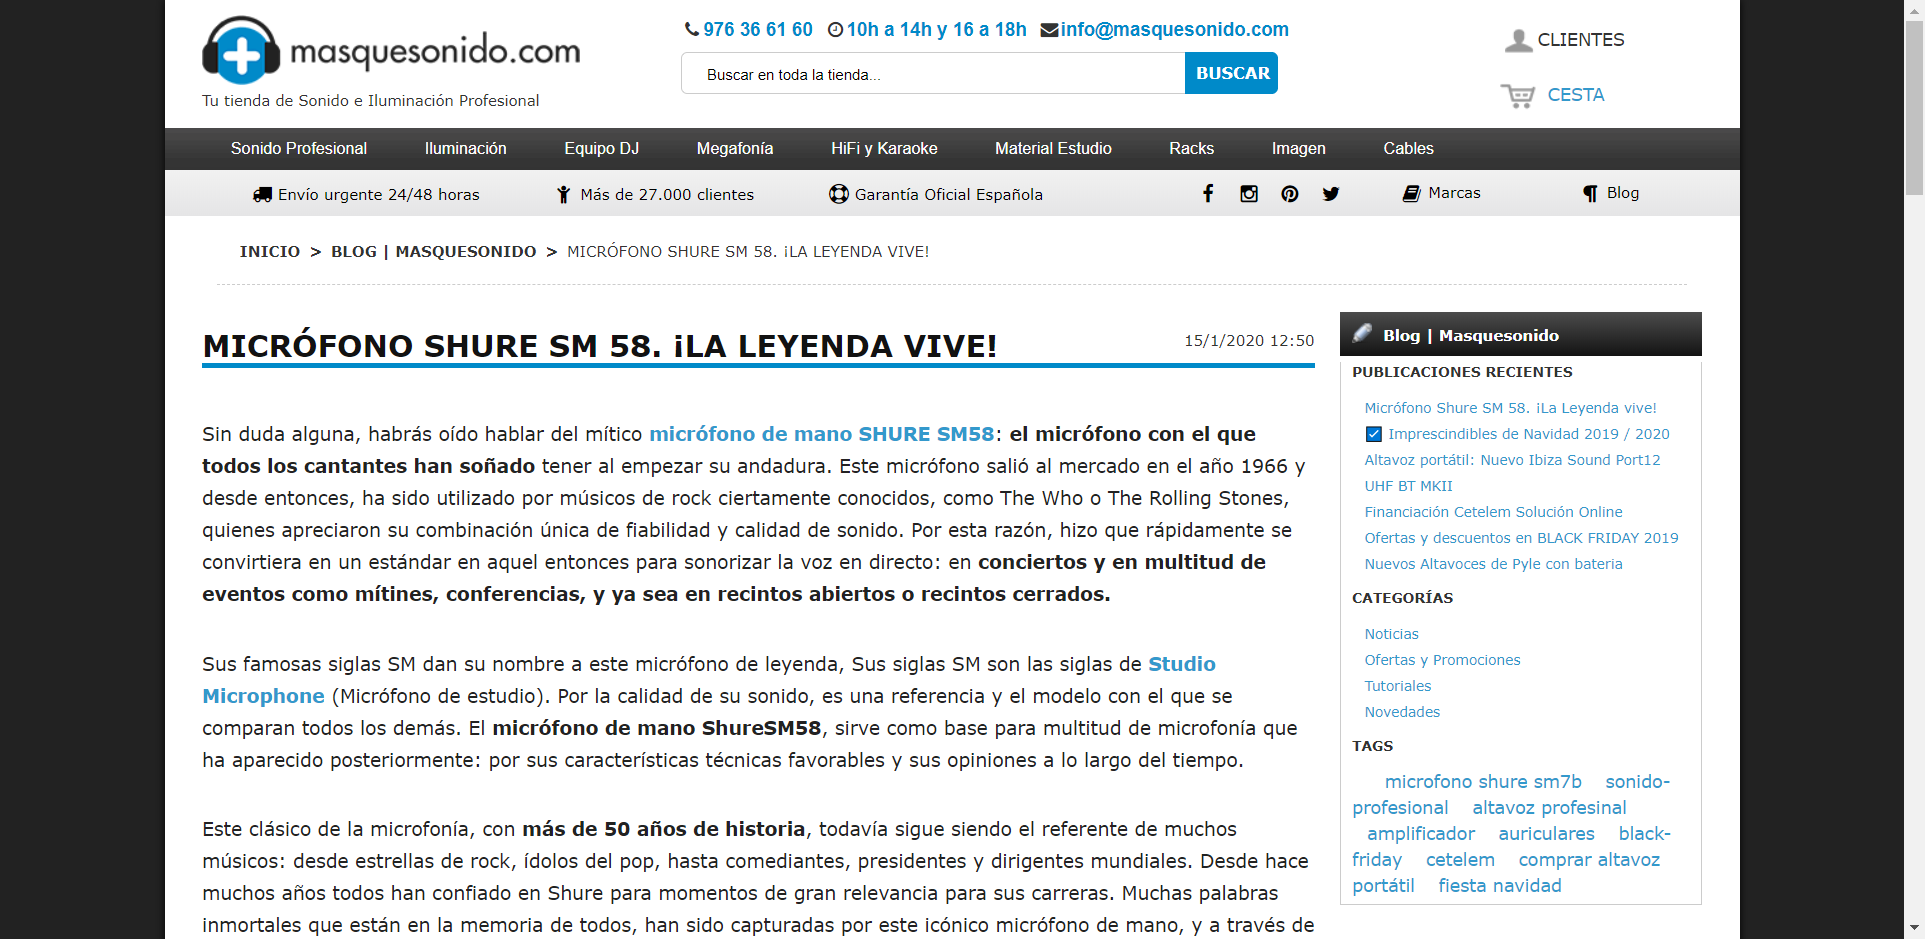 masquesonido.com
Tu tienda de Sonido e Iluminación Profesional
976 36 61 60 10h a 14h y 16 a 18h info@masquesonido.com
Buscar en toda la tienda...
BUSCAR
CLIENTES
CESTA
Sonido Profesional Iluminación Equipo DJ Megafonía HiFi y Karaoke Material Estudio Racks Imagen Cables
Envío urgente 24/48 horas Más de 27.000 clientes Garantía Oficial Española Marcas Blog
INICIO > BLOG | MASQUESONIDO > MICRÓFONO SHURE SM 58. ¡LA LEYENDA VIVE!
MICRÓFONO SHURE SM 58. ¡LA LEYENDA VIVE!
15/1/2020 12:50
Sin duda alguna, habrás oído hablar del mítico micrófono de mano SHURE SM58: el micrófono con el que
todos los cantantes han soñado tener al empezar su andadura. Este micrófono salió al mercado en el año 1966 y
desde entonces, ha sido utilizado por músicos de rock ciertamente conocidos, como The Who o The Rolling Stones,
quienes apreciaron su combinación única de fiabilidad y calidad de sonido. Por esta razón, hizo que rápidamente se
convirtiera en un estándar en aquel entonces para sonorizar la voz en directo: en conciertos y en multitud de
eventos como mítines, conferencias, y ya sea en recintos abiertos o recintos cerrados.
Sus famosas siglas SM dan su nombre a este micrófono de leyenda, Sus siglas SM son las siglas de Studio
Microphone (Micrófono de estudio). Por la calidad de su sonido, es una referencia y el modelo con el que se
comparan todos los demás. El micrófono de mano ShureSM58, sirve como base para multitud de microfonía que
ha aparecido posteriormente: por sus características técnicas favorables y sus opiniones a lo largo del tiempo.
Este clásico de la microfonía, con más de 50 años de historia, todavía sigue siendo el referente de muchos
músicos: desde estrellas de rock, ídolos del pop, hasta comediantes, presidentes y dirigentes mundiales. Desde hace
muchos años todos han confiado en Shure para momentos de gran relevancia para sus carreras. Muchas palabras
inmortales que están en la memoria de todos, han sido capturadas por este icónico micrófono de mano, y a través de
Blog | Masquesonido
PUBLICACIONES RECIENTES
Micrófono Shure SM 58. ¡La Leyenda vive!
Imprescindibles de Navidad 2019 / 2020
Altavoz portátil: Nuevo Ibiza Sound Port12
UHF BT MKII
Financiación Cetelem Solución Online
Ofertas y descuentos en BLACK FRIDAY 2019
Nuevos Altavoces de Pyle con bateria
CATEGORÍAS
Noticias
Ofertas y Promociones
Tutoriales
Novedades
TAGS
microfono shure sm7b sonido-
profesional altavoz profesinal
amplificador auriculares black-
friday cetelem comprar altavoz
portátil fiesta navidad